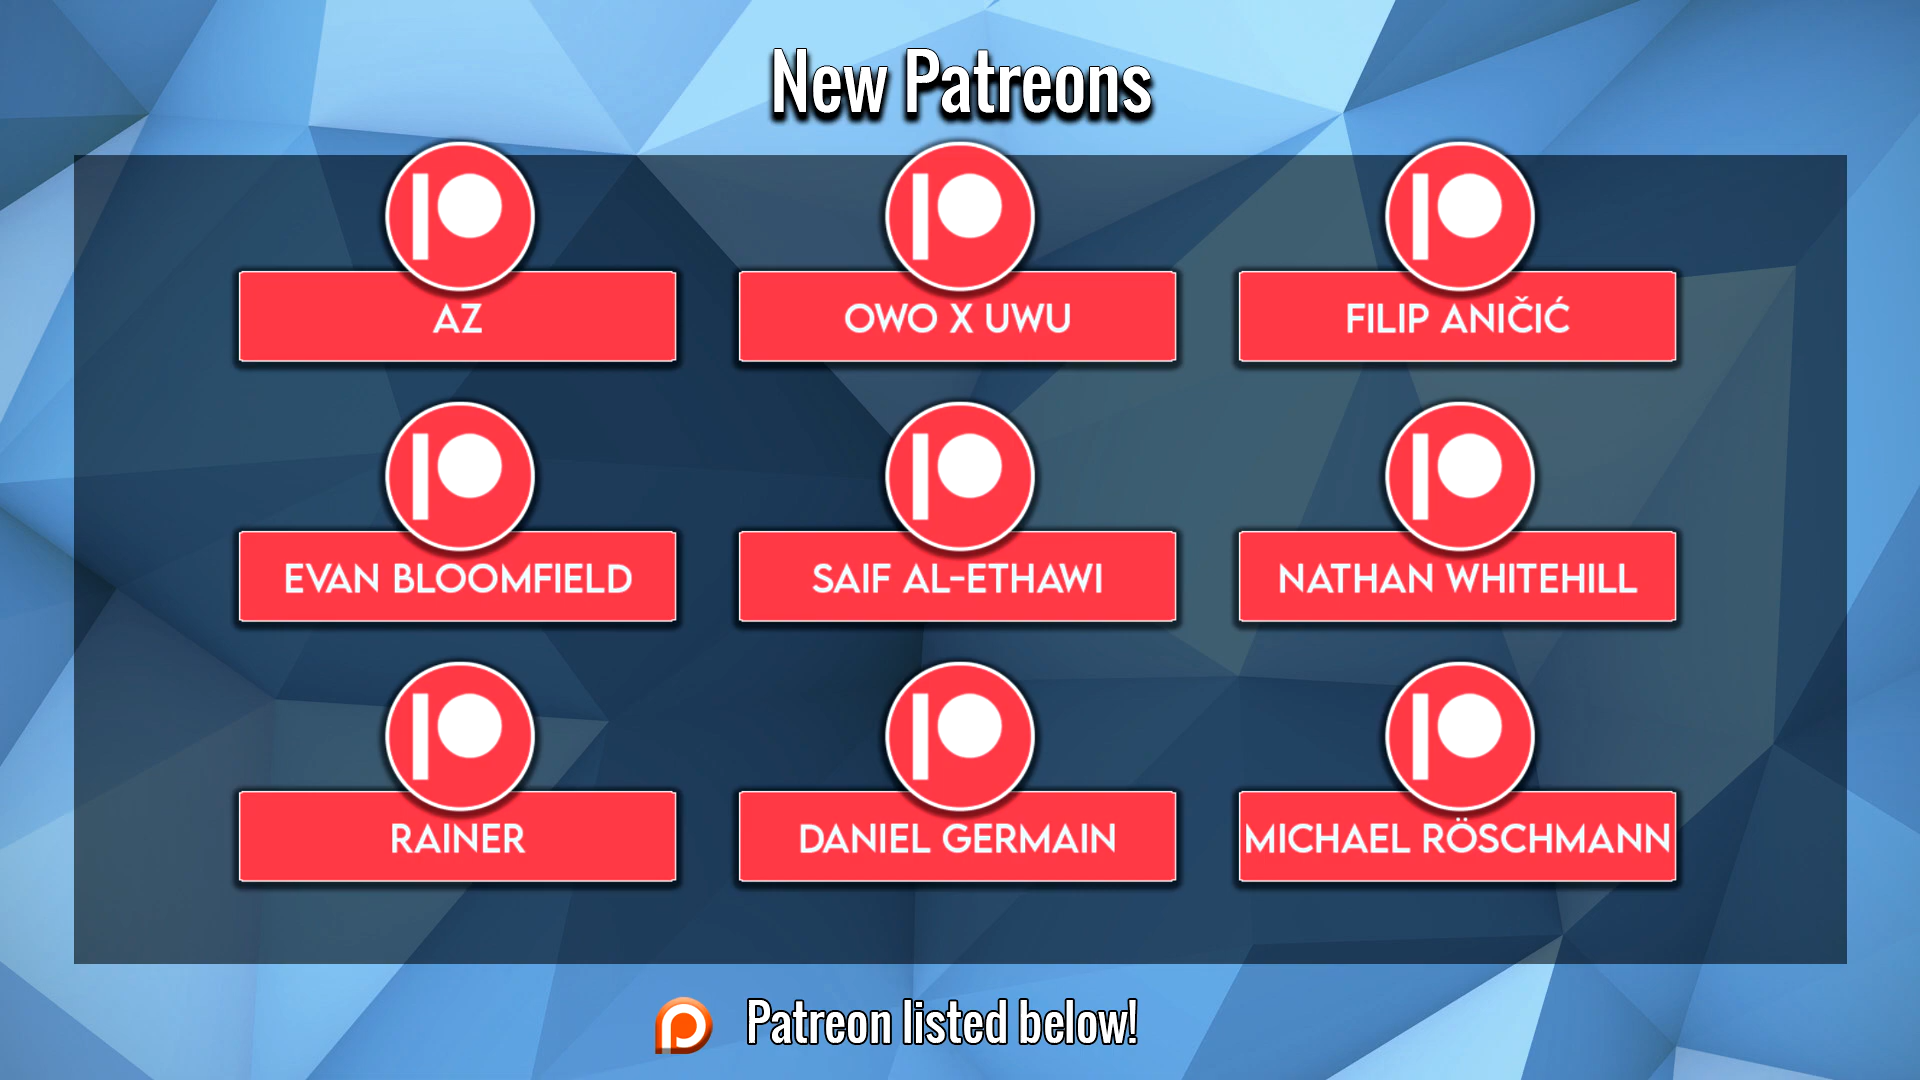 New Patreons
AZ
OWO X UWU
FILIP ANIČIĆ
EVAN BLOOMFIELD
SAIF AL-ETHAWI
NATHAN WHITEHILL
RAINER
DANIEL GERMAIN
MICHAEL RÖSCHMANN
Patreon listed below!